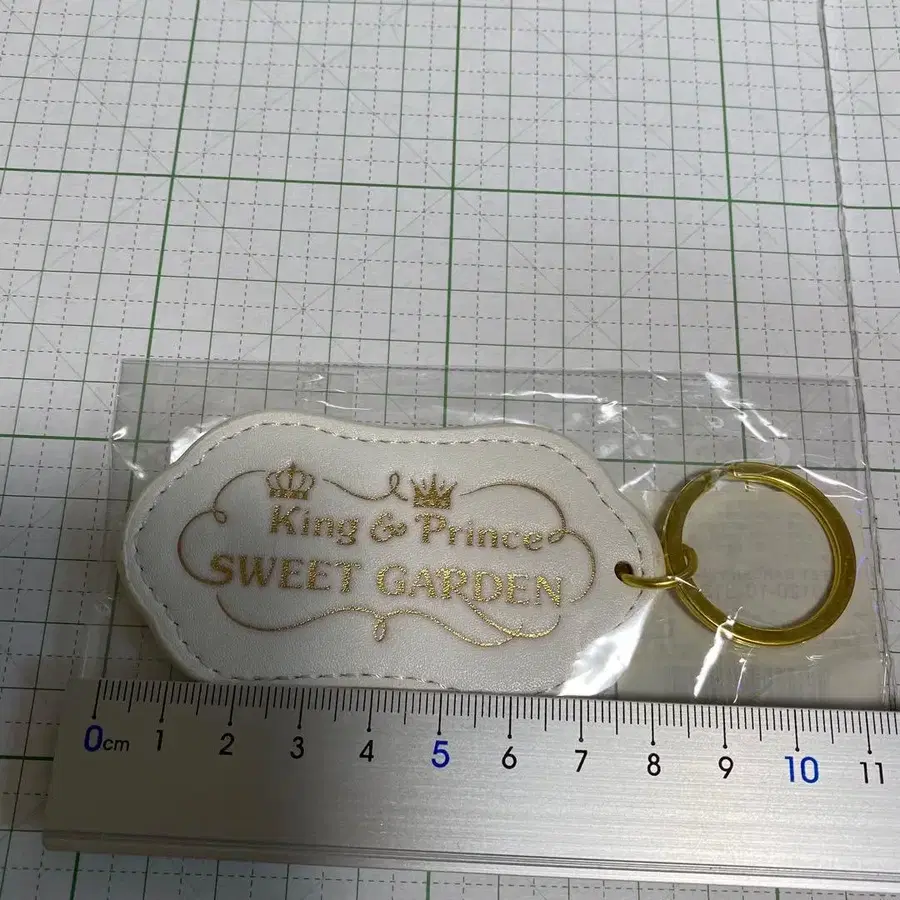 King & Prince
SWEET GARDEN
0cm 1 2 3 4 5 6 7 8 9 10 11